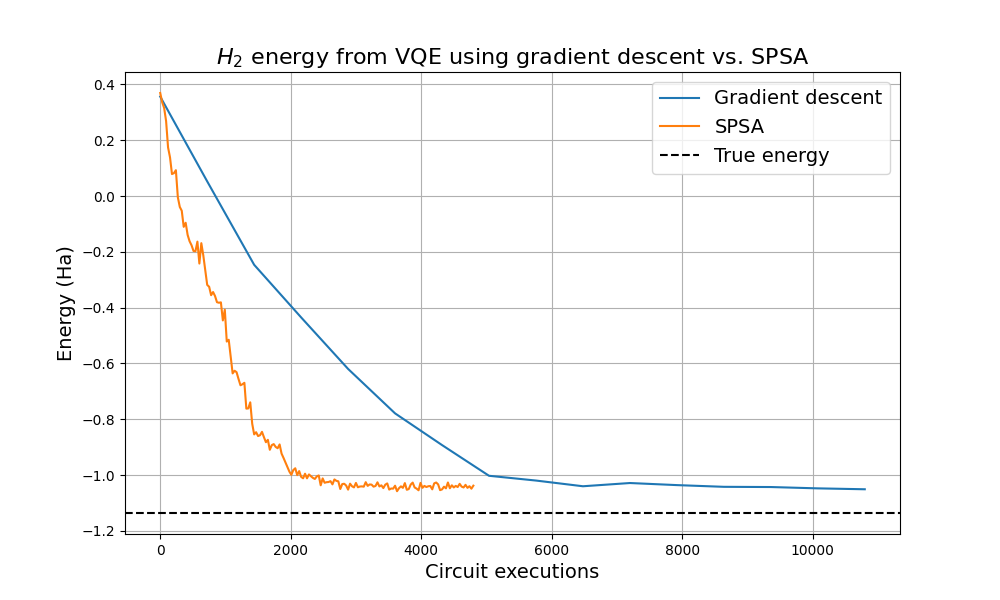 H₂ energy from VQE using gradient descent vs. SPSA
Gradient descent
SPSA
True energy
Energy (Ha)
0.4
0.2
0.0
−0.2
−0.4
−0.6
−0.8
−1.0
−1.2
0 2000 4000 6000 8000 10000
Circuit executions